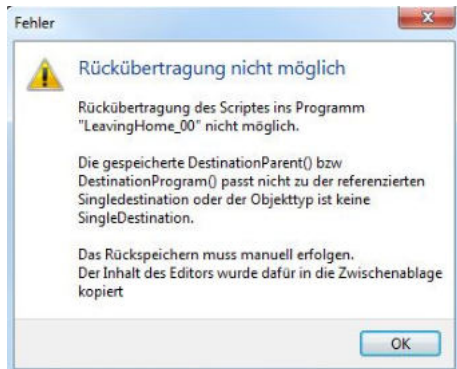 Fehler
Rückübertragung nicht möglich
Rückübertragung des Scriptes ins Programm
"LeavingHome_00" nicht möglich.
Die gespeicherte DestinationParent() bzw
DestinationProgram() passt nicht zu der referenzierten
Singledestination oder der Objekttyp ist keine
SingleDestination.
Das Rückspeichern muss manuell erfolgen.
Der Inhalt des Editors wurde dafür in die Zwischenablage
kopiert
OK